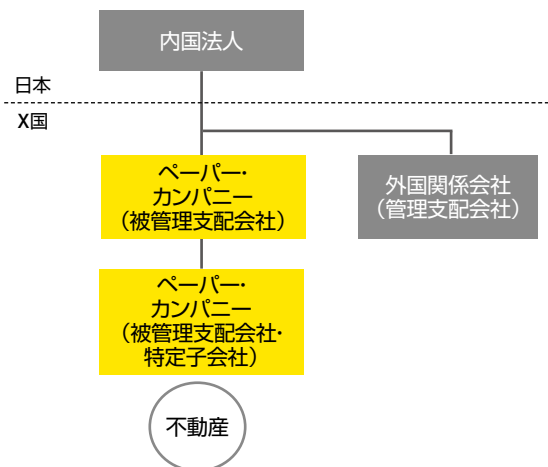 内国法人
日本
X国
ペーパー・
カンパニー
（被管理支配会社）
外国関係会社
（管理支配会社）
ペーパー・
カンパニー
（被管理支配会社・
特定子会社）
不動産